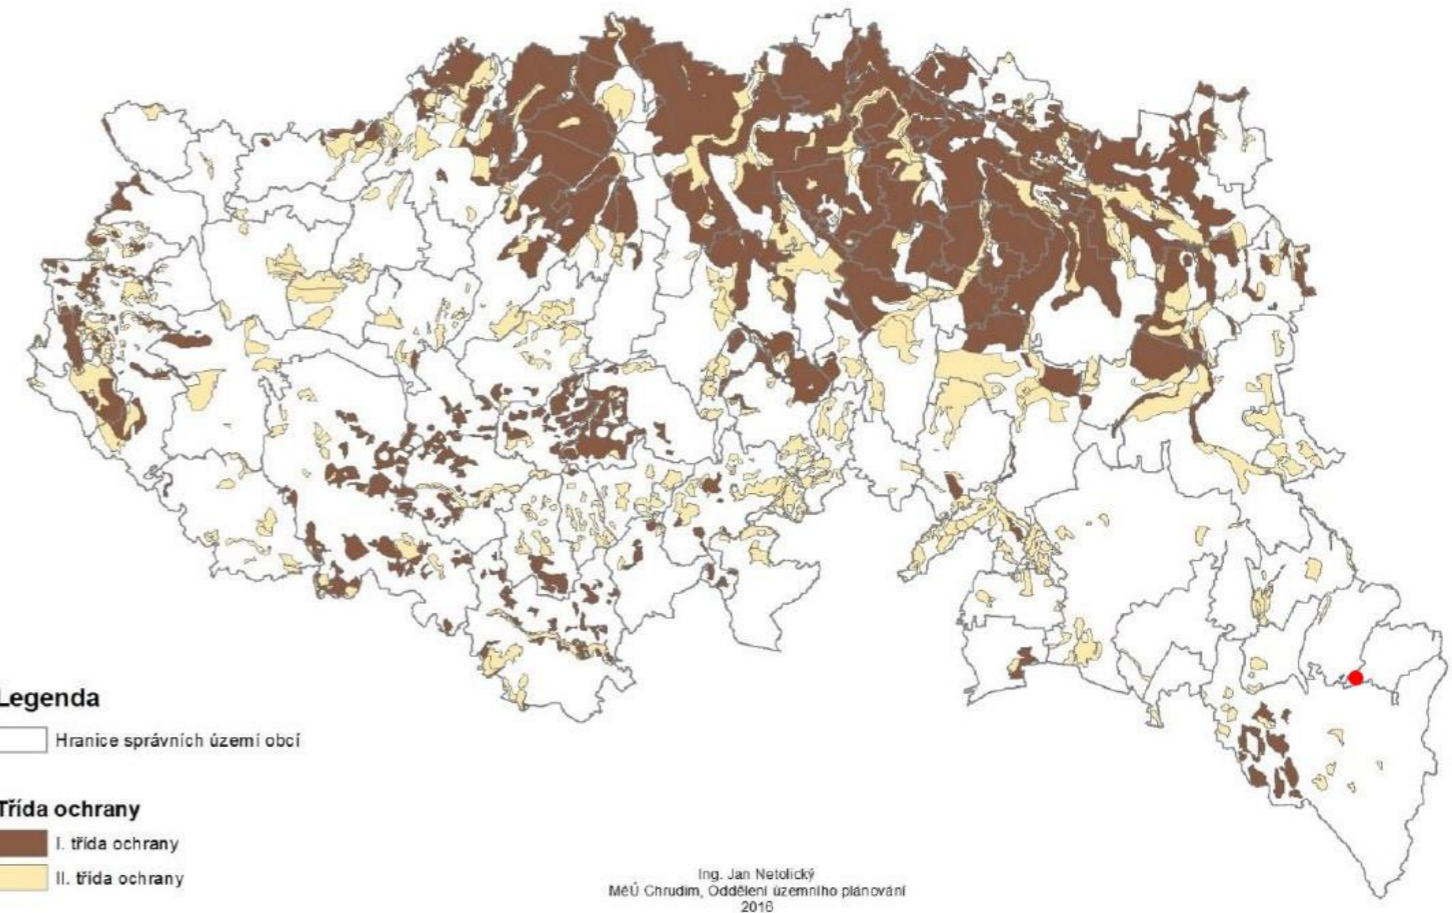 Legenda
Hranice správních území obcí
Třída ochrany
I. třída ochrany
II. třída ochrany
Ing. Jan Netolický
MěÚ Chrudim, Oddělení územního plánování
2016